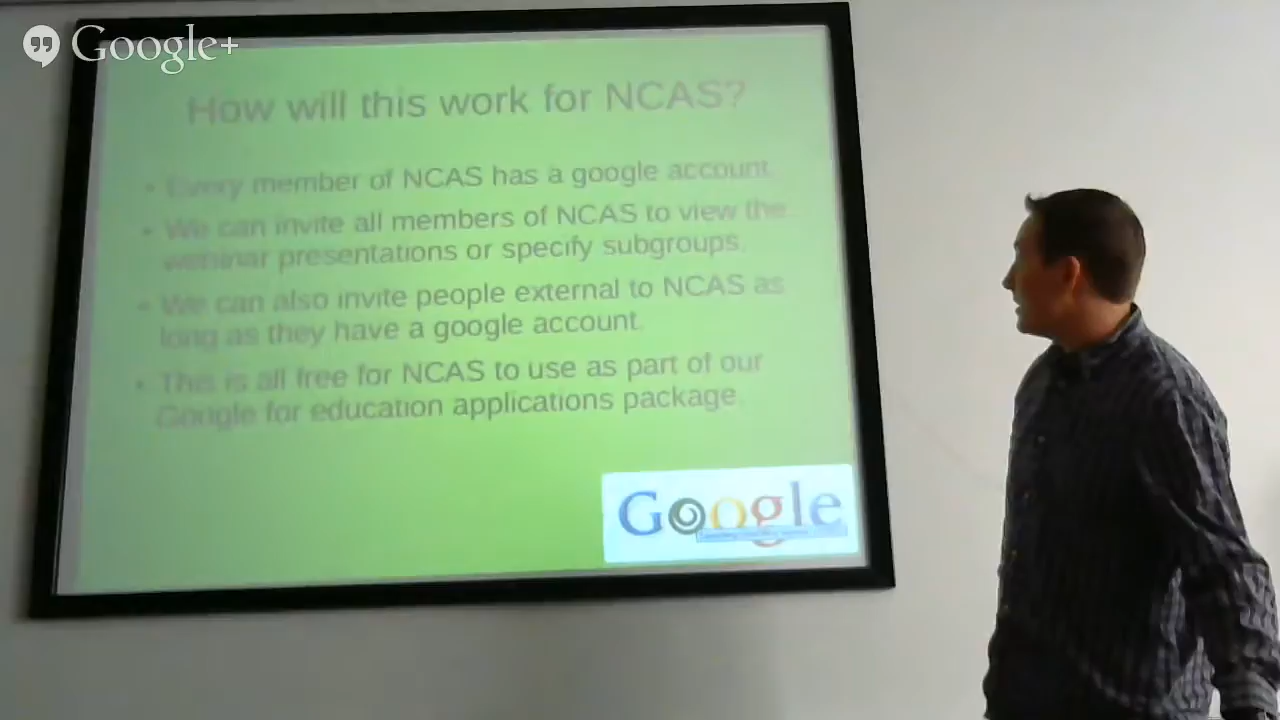 Google+
How will this work for NCAS?
• Every member of NCAS has a google account.
• We can invite all members of NCAS to view the
webinar presentations or specify subgroups.
• We can also invite people external to NCAS as
long as they have a google account.
• This is all free for NCAS to use as part of our
Google for education applications package.
Google